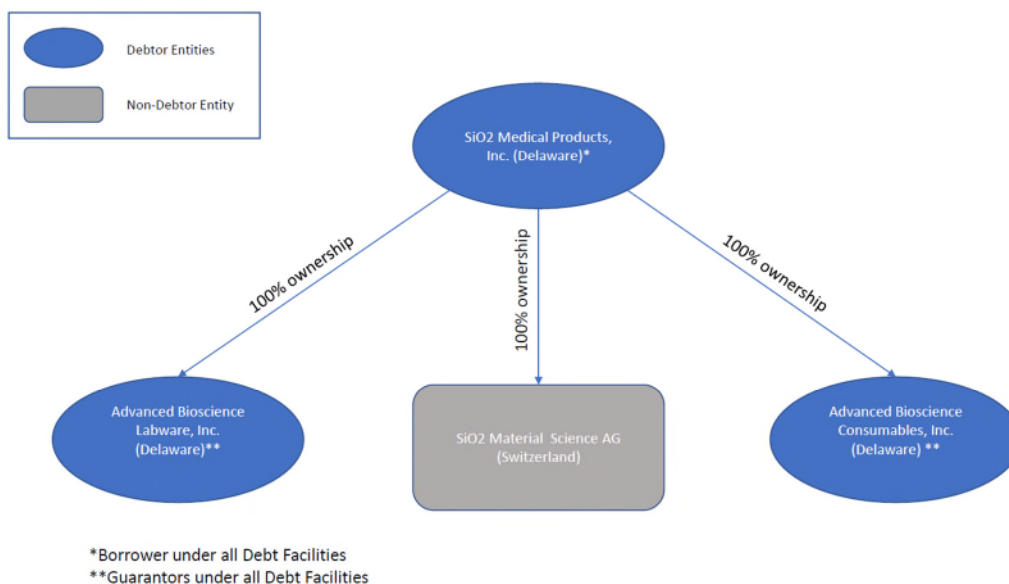 Debtor Entities
Non-Debtor Entity
SiO2 Medical Products,
Inc. (Delaware)*
100% ownership
100% ownership
100% ownership
Advanced Bioscience
Labware, Inc.
(Delaware)**
SiO2 Material Science AG
(Switzerland)
Advanced Bioscience
Consumables, Inc.
(Delaware) **
*Borrower under all Debt Facilities
**Guarantors under all Debt Facilities